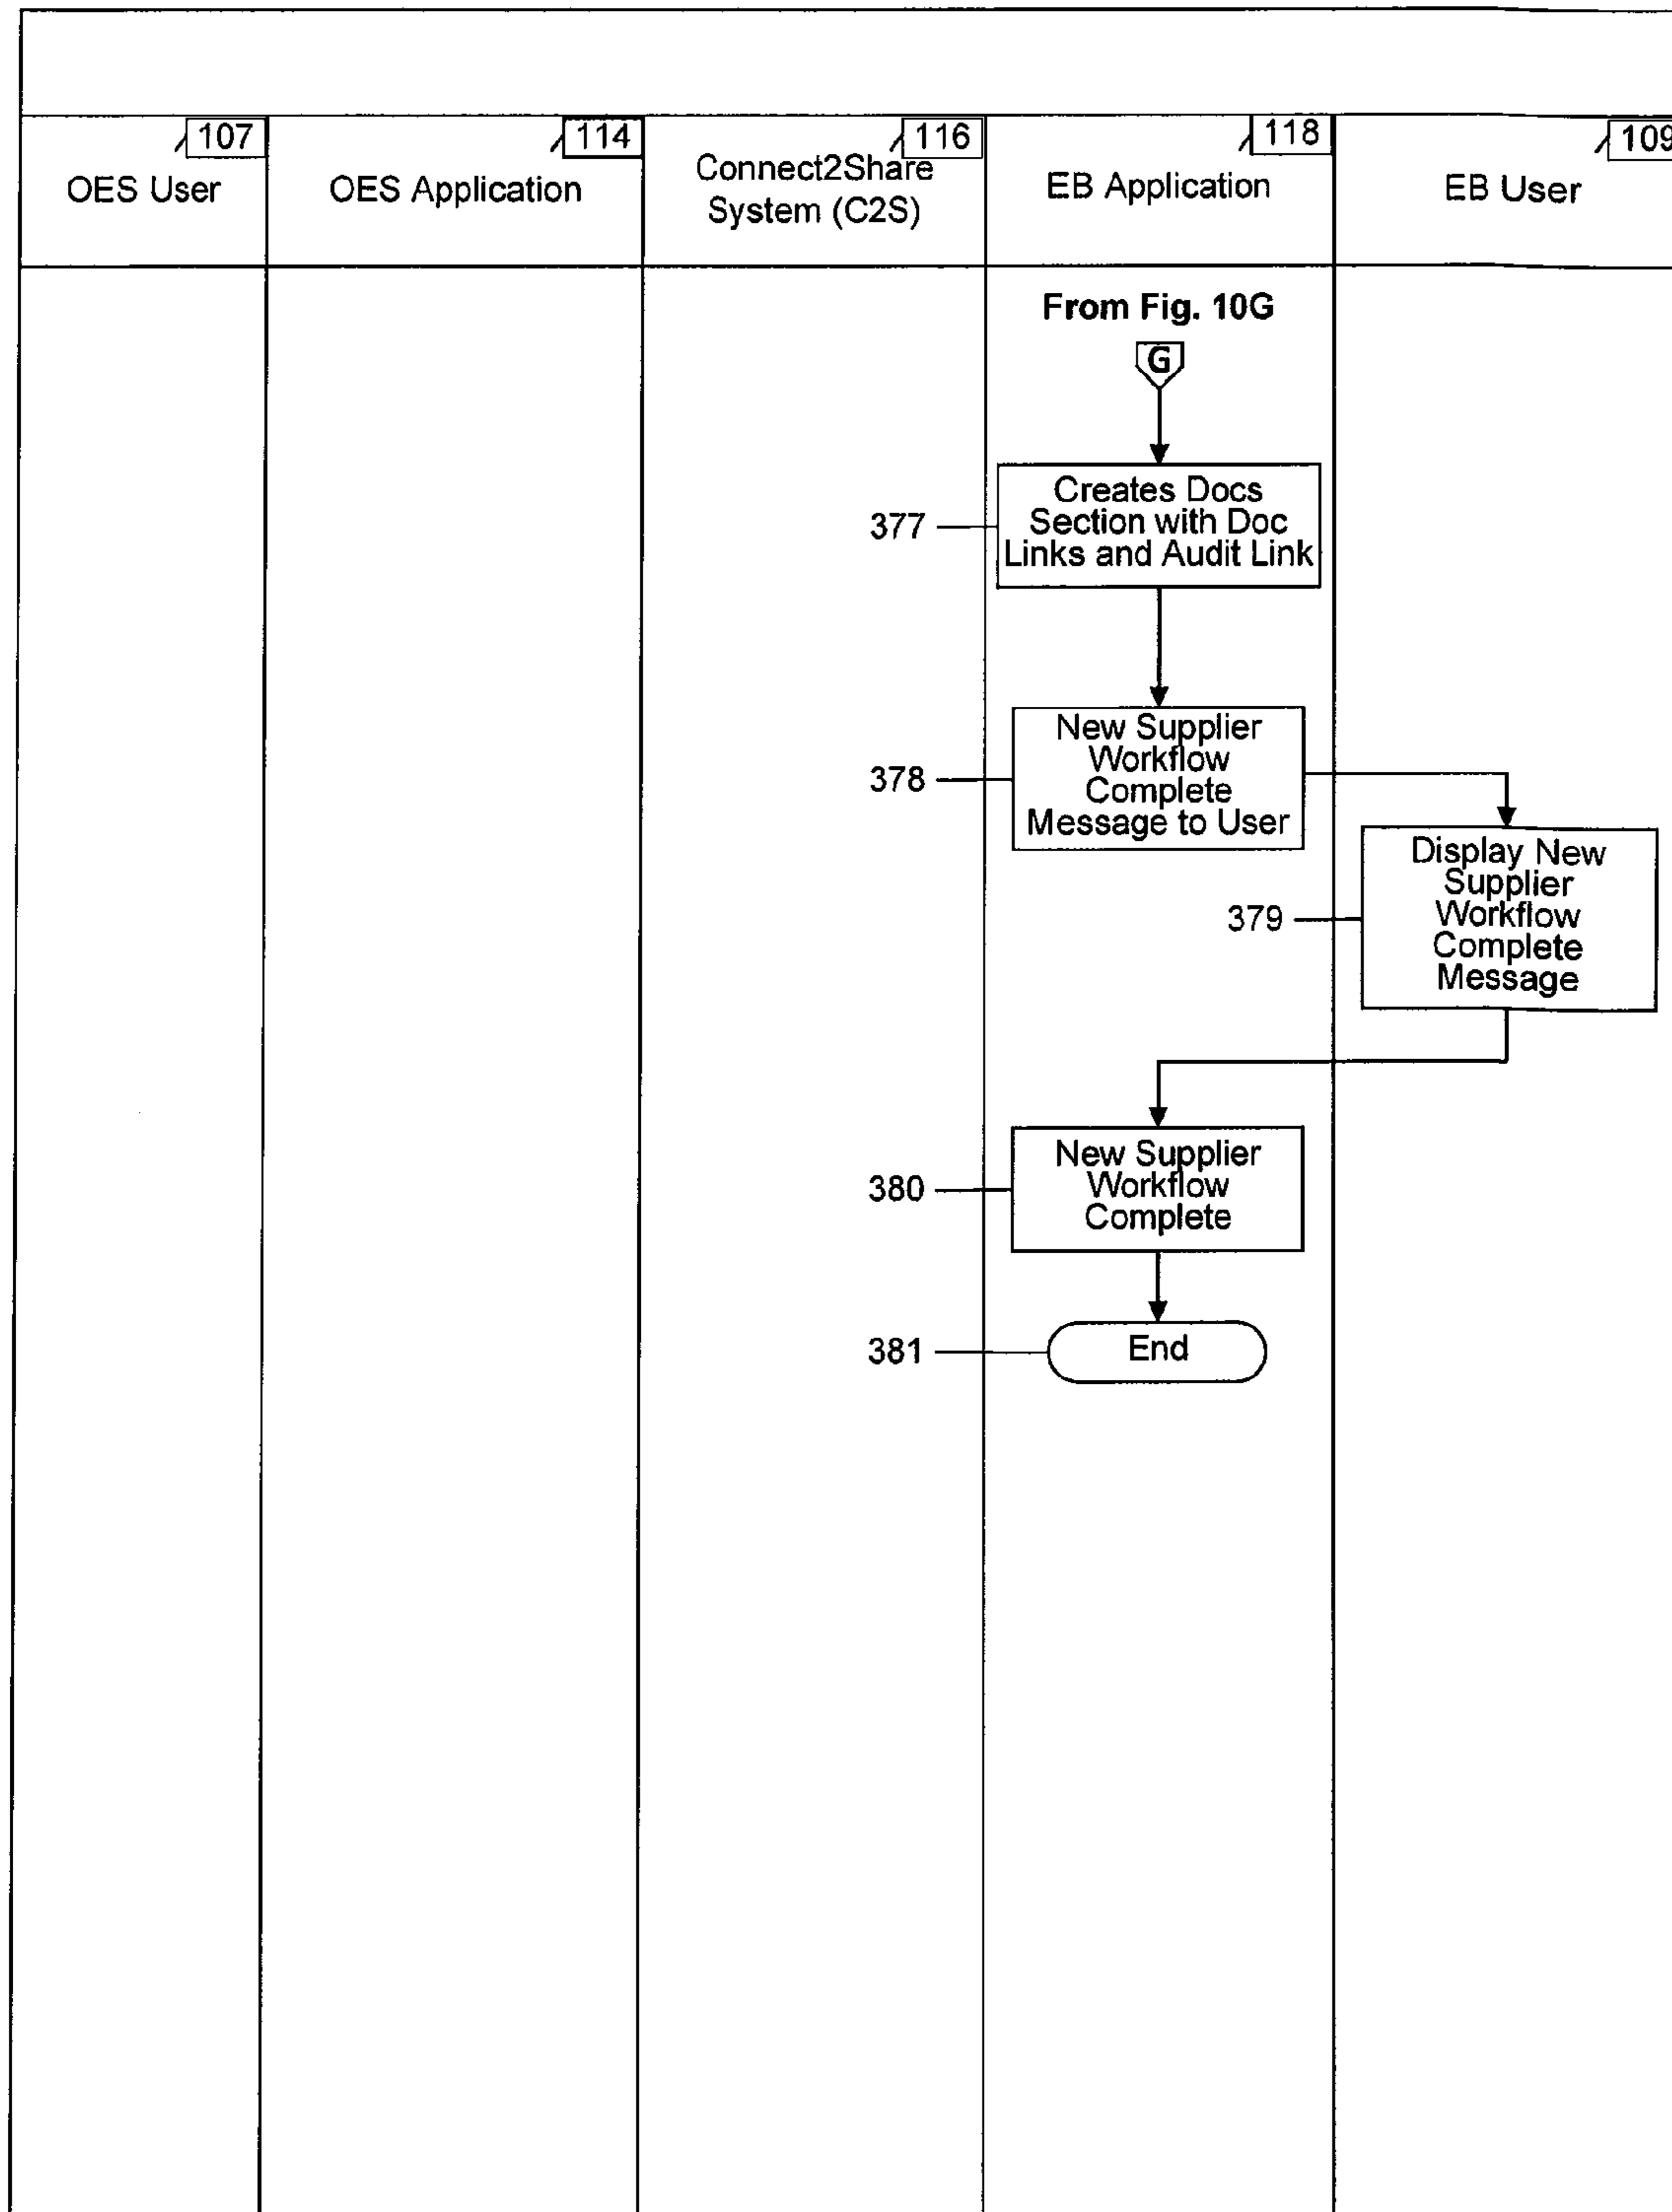 107
114
116
118
109
OES User
OES Application
Connect2Share
System (C2S)
EB Application
EB User
From Fig. 10G
G
377
Creates Docs
Section with Doc
Links and Audit Link
378
New Supplier
Workflow
Complete
Message to User
379
Display New
Supplier
Workflow
Complete
Message
380
New Supplier
Workflow
Complete
381
End